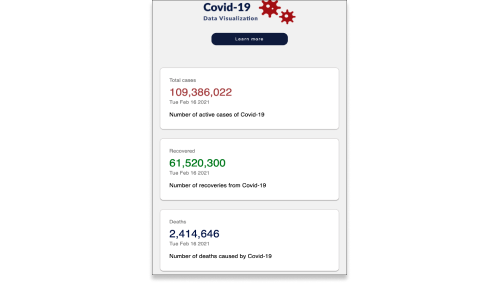 Covid-19
Data Visualization
Learn more
Total cases
109,386,022
Tue Feb 16 2021
Number of active cases of Covid-19
Recovered
61,520,300
Tue Feb 16 2021
Number of recoveries from Covid-19
Deaths
2,414,646
Tue Feb 16 2021
Number of deaths caused by Covid-19